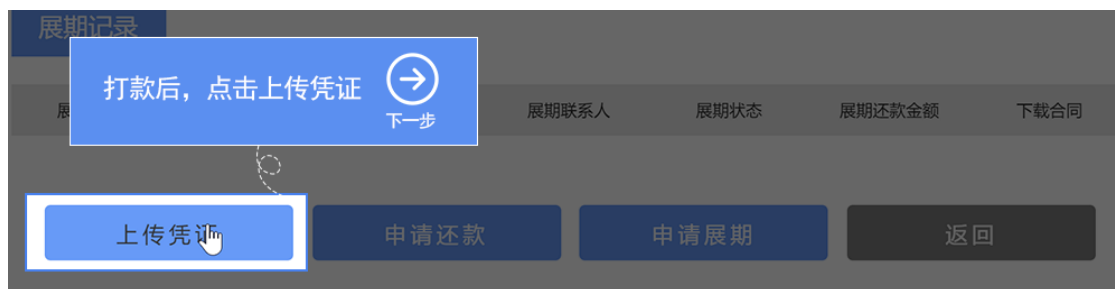 展期记录
打款后，点击上传凭证
下一步
展 展期联系人 展期状态 展期还款金额 下载合同
上传凭证 申请还款 申请展期 返回